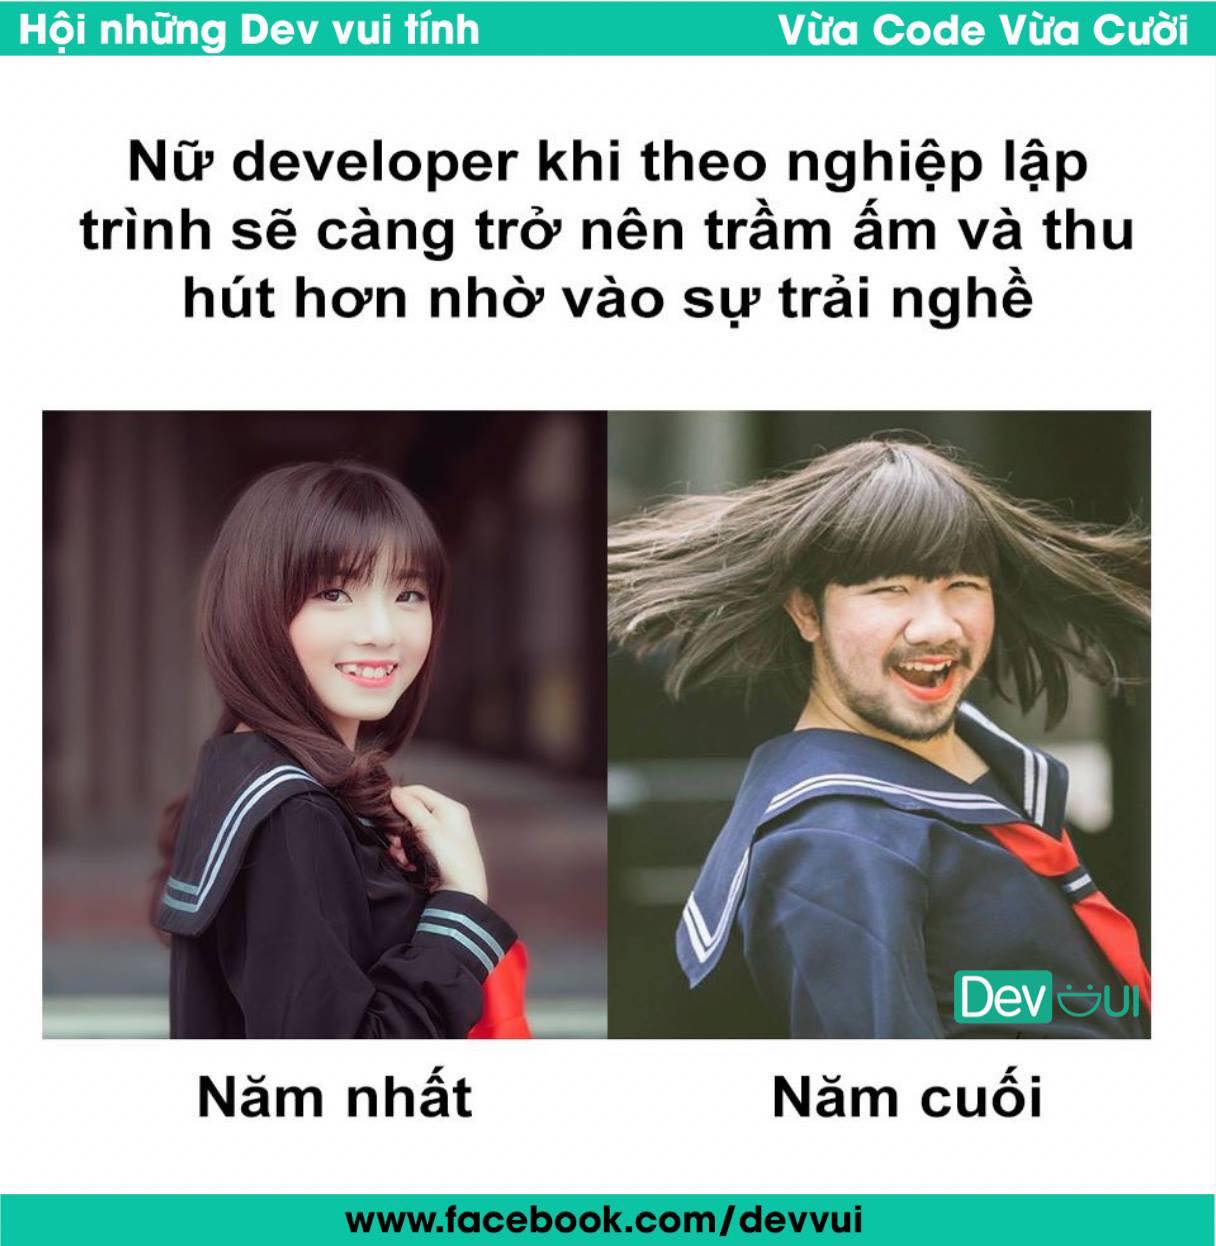 Hội những Dev vui tính
Vừa Code Vừa Cười
Nữ developer khi theo nghiệp lập
trình sẽ càng trở nên trầm ấm và thu
hút hơn nhờ vào sự trải nghề
Dev vui
Năm nhất
Năm cuối
www.facebook.com/devvui